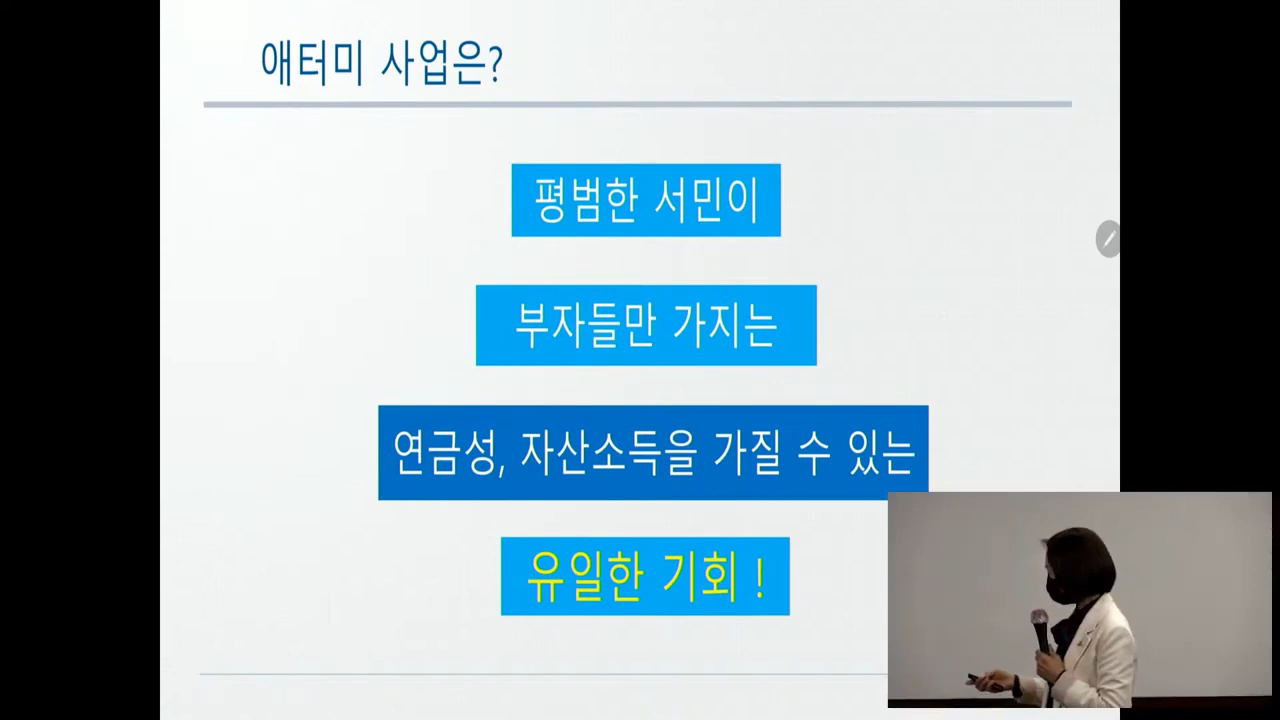 애터미 사업은?
평범한 서민이
부자들만 가지는
연금성, 자산소득을 가질 수 있는
유일한 기회 !